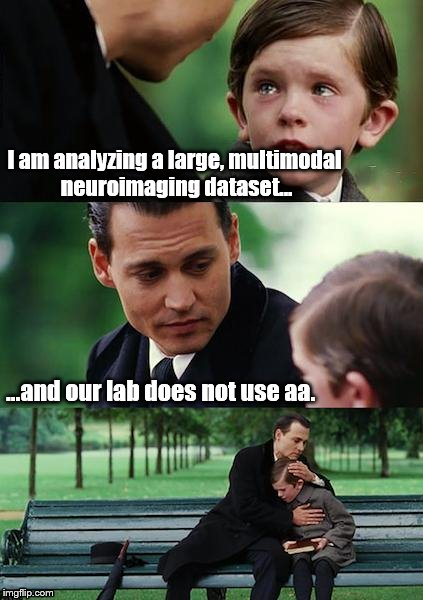 I am analyzing a large, multimodal
neuroimaging dataset...
...and our lab does not use aa.
imgflip.com